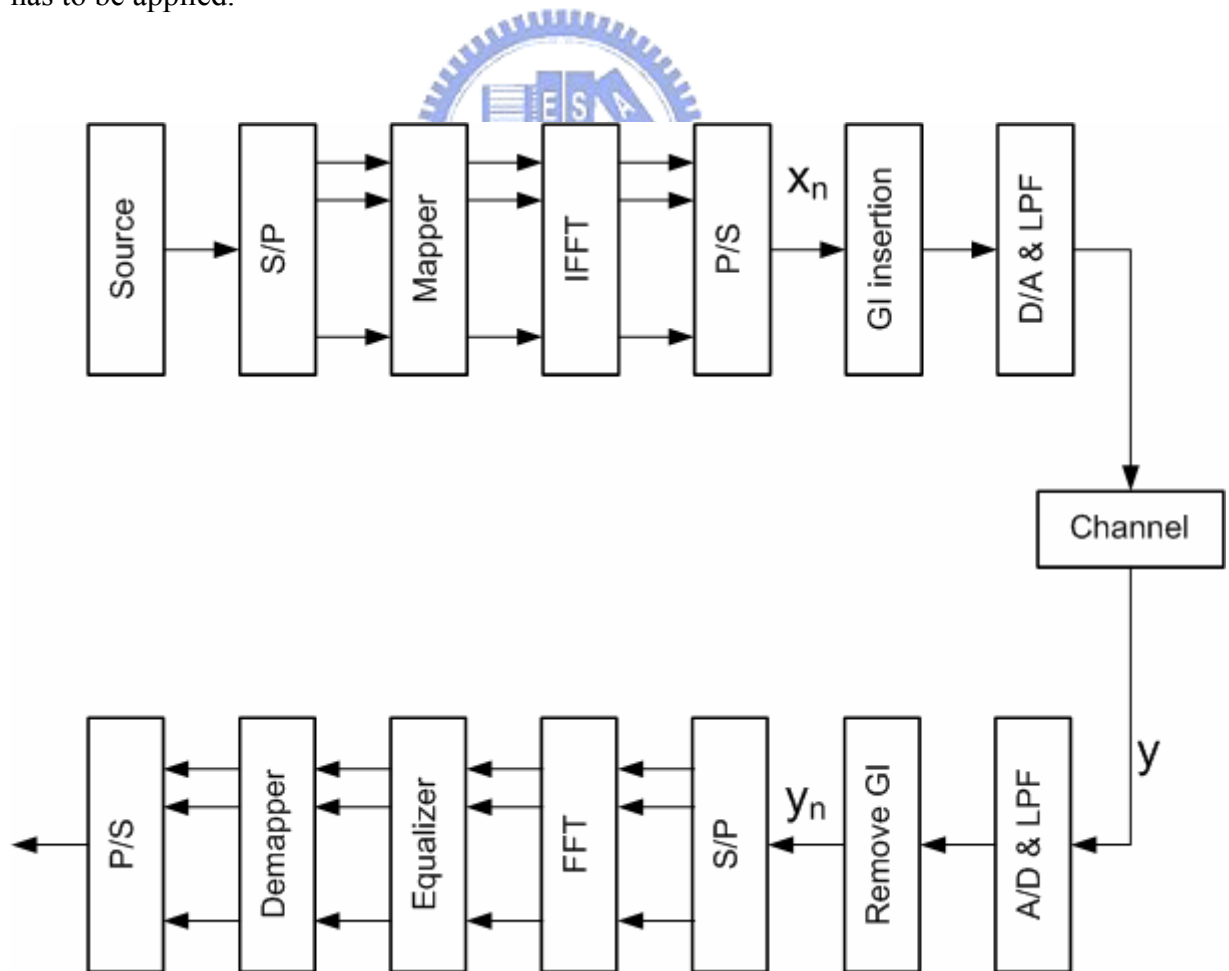 has to be applied.
E S A
Source
S/P
Mapper
IFFT
P/S
xₙ
GI insertion
D/A & LPF
Channel
y
A/D & LPF
Remove GI
yₙ
S/P
FFT
Equalizer
Demapper
P/S